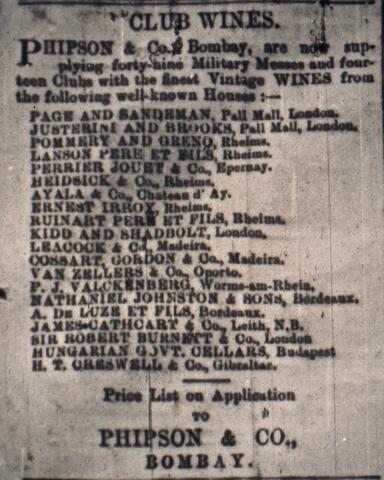 CLUB WINES.
PHIPSON & Co., Bombay, are now sup-
plying forty-nine Military Messes and four-
teen Clubs with the finest Vintage WINES from
the following well-known Houses :—
PAGE AND SANDEMAN, Pall Mall, London.
JUSTERINI AND BROOKS, Pall Mall, London.
POMMERY AND GRENO, Rheims.
LANSON PERE ET FILS, Rheims.
PERRIER JOUET & Co., Epernay.
HEIDSICK & Co., Rheims.
AYALA & Co., Chateau d' Ay.
ERNEST IRROY, Rheims.
RUINART PERE ET FILS, Rheims.
KIDD AND SHADBOLT, London.
LEACOCK & Co., Madeira.
COSSART, GORDON & Co., Madeira.
VAN ZELLERS & Co., Oporto.
P. J. VALCKENBERG, Worms-am-Rhein.
NATHANIEL JOHNSTON & SONS, Bordeaux.
A. De LUZE ET FILS, Bordeaux.
JAMES CATHCART & Co., Leith, N.B.
SIR ROBERT BURNETT & Co., London
HUNGARIAN GOVT. CELLARS, Budapest
H. T. CRESWELL & Co., Gibraltar.
Price List on Application
TO
PHIPSON & CO.,
BOMBAY.